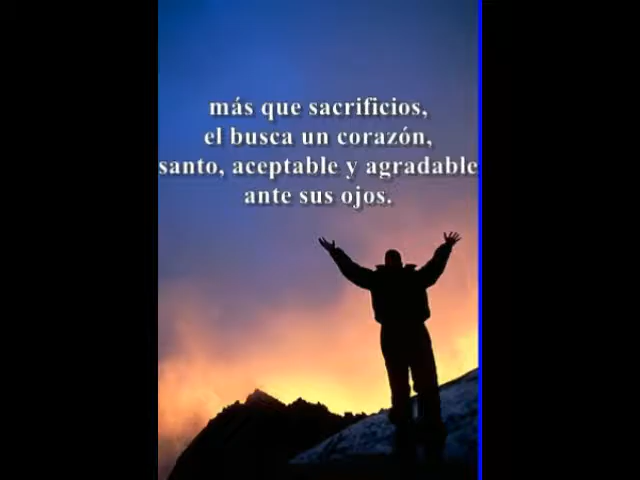 más que sacrificios,
el busca un corazón,
santo, aceptable y agradable
ante sus ojos.